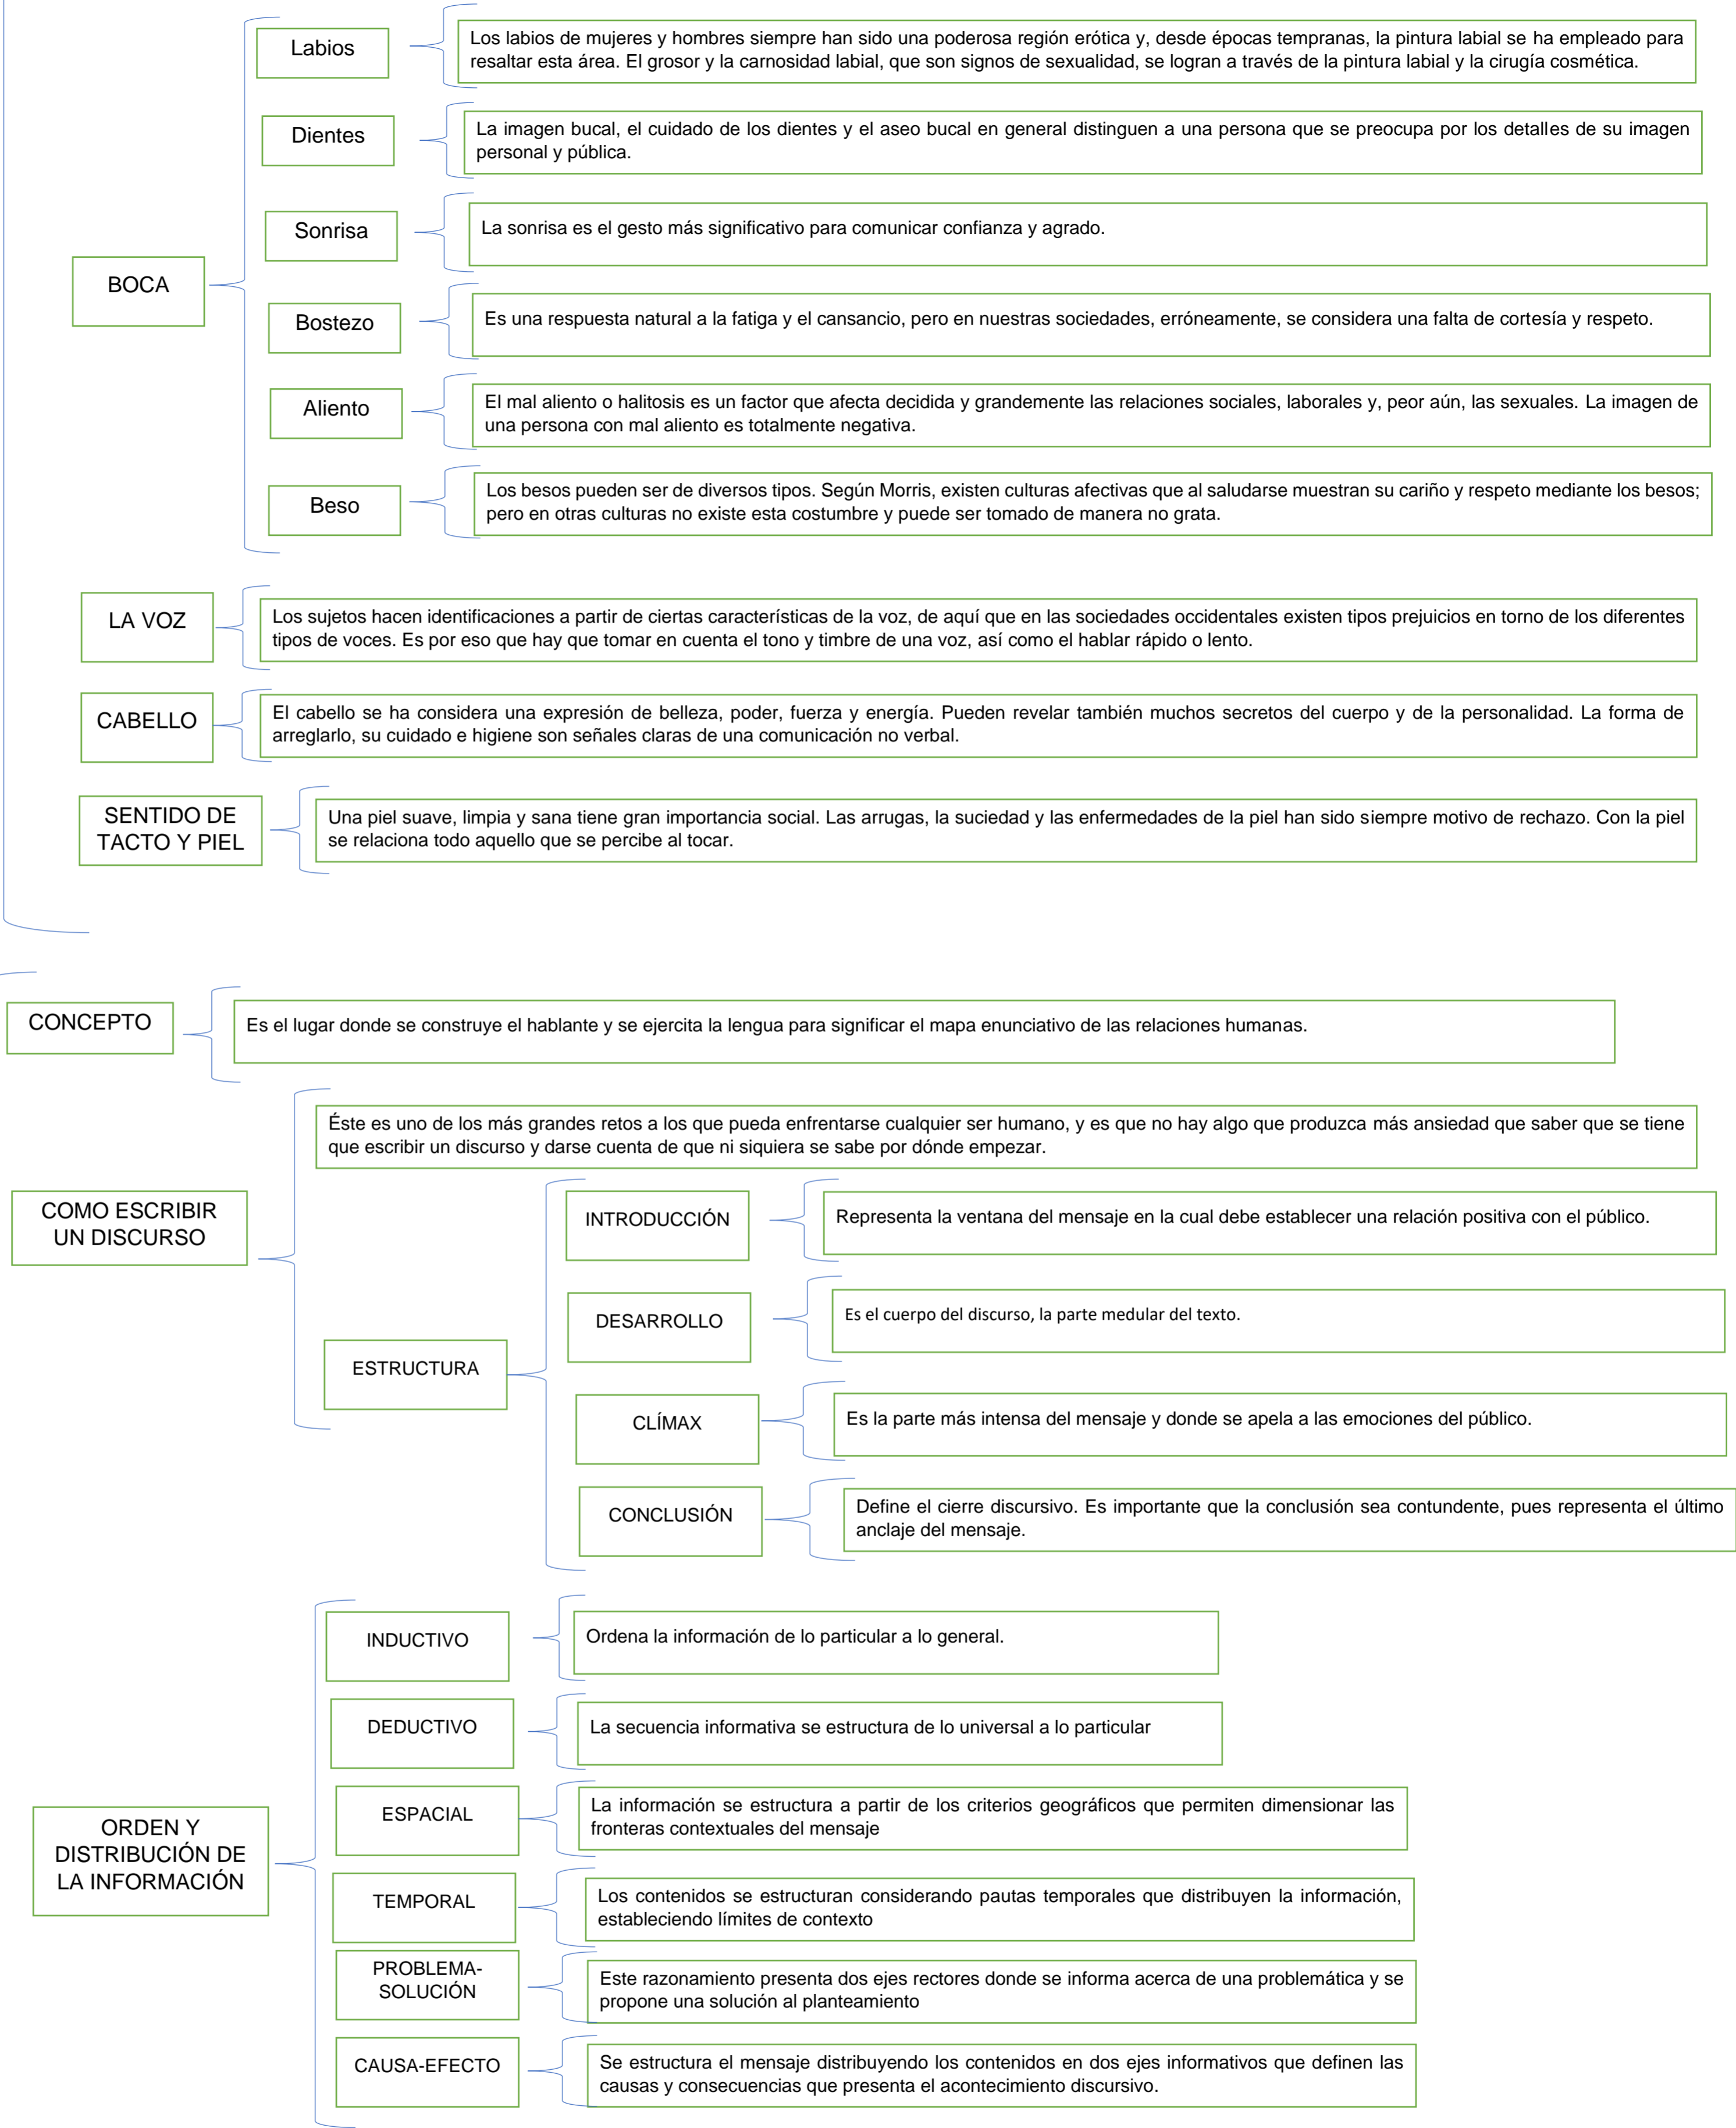 BOCA
Labios
Los labios de mujeres y hombres siempre han sido una poderosa región erótica y, desde épocas tempranas, la pintura labial se ha empleado para
resaltar esta área. El grosor y la carnosidad labial, que son signos de sexualidad, se logran a través de la pintura labial y la cirugía cosmética.
Dientes
La imagen bucal, el cuidado de los dientes y el aseo bucal en general distinguen a una persona que se preocupa por los detalles de su imagen
personal y pública.
Sonrisa
La sonrisa es el gesto más significativo para comunicar confianza y agrado.
Bostezo
Es una respuesta natural a la fatiga y el cansancio, pero en nuestras sociedades, erróneamente, se considera una falta de cortesía y respeto.
Aliento
El mal aliento o halitosis es un factor que afecta decidida y grandemente las relaciones sociales, laborales y, peor aún, las sexuales. La imagen de
una persona con mal aliento es totalmente negativa.
Beso
Los besos pueden ser de diversos tipos. Según Morris, existen culturas afectivas que al saludarse muestran su cariño y respeto mediante los besos;
pero en otras culturas no existe esta costumbre y puede ser tomado de manera no grata.
LA VOZ
Los sujetos hacen identificaciones a partir de ciertas características de la voz, de aquí que en las sociedades occidentales existen tipos prejuicios en torno de los diferentes
tipos de voces. Es por eso que hay que tomar en cuenta el tono y timbre de una voz, así como el hablar rápido o lento.
CABELLO
El cabello se ha considera una expresión de belleza, poder, fuerza y energía. Pueden revelar también muchos secretos del cuerpo y de la personalidad. La forma de
arreglarlo, su cuidado e higiene son señales claras de una comunicación no verbal.
SENTIDO DE
TACTO Y PIEL
Una piel suave, limpia y sana tiene gran importancia social. Las arrugas, la suciedad y las enfermedades de la piel han sido siempre motivo de rechazo. Con la piel
se relaciona todo aquello que se percibe al tocar.
CONCEPTO
Es el lugar donde se construye el hablante y se ejercita la lengua para significar el mapa enunciativo de las relaciones humanas.
COMO ESCRIBIR
UN DISCURSO
Éste es uno de los más grandes retos a los que pueda enfrentarse cualquier ser humano, y es que no hay algo que produzca más ansiedad que saber que se tiene
que escribir un discurso y darse cuenta de que ni siquiera se sabe por dónde empezar.
ESTRUCTURA
INTRODUCCIÓN
Representa la ventana del mensaje en la cual debe establecer una relación positiva con el público.
DESARROLLO
Es el cuerpo del discurso, la parte medular del texto.
CLÍMAX
Es la parte más intensa del mensaje y donde se apela a las emociones del público.
CONCLUSIÓN
Define el cierre discursivo. Es importante que la conclusión sea contundente, pues representa el último
anclaje del mensaje.
ORDEN Y
DISTRIBUCIÓN DE
LA INFORMACIÓN
INDUCTIVO
Ordena la información de lo particular a lo general.
DEDUCTIVO
La secuencia informativa se estructura de lo universal a lo particular
ESPACIAL
La información se estructura a partir de los criterios geográficos que permiten dimensionar las
fronteras contextuales del mensaje
TEMPORAL
Los contenidos se estructuran considerando pautas temporales que distribuyen la información,
estableciendo límites de contexto
PROBLEMA-
SOLUCIÓN
Este razonamiento presenta dos ejes rectores donde se informa acerca de una problemática y se
propone una solución al planteamiento
CAUSA-EFECTO
Se estructura el mensaje distribuyendo los contenidos en dos ejes informativos que definen las
causas y consecuencias que presenta el acontecimiento discursivo.